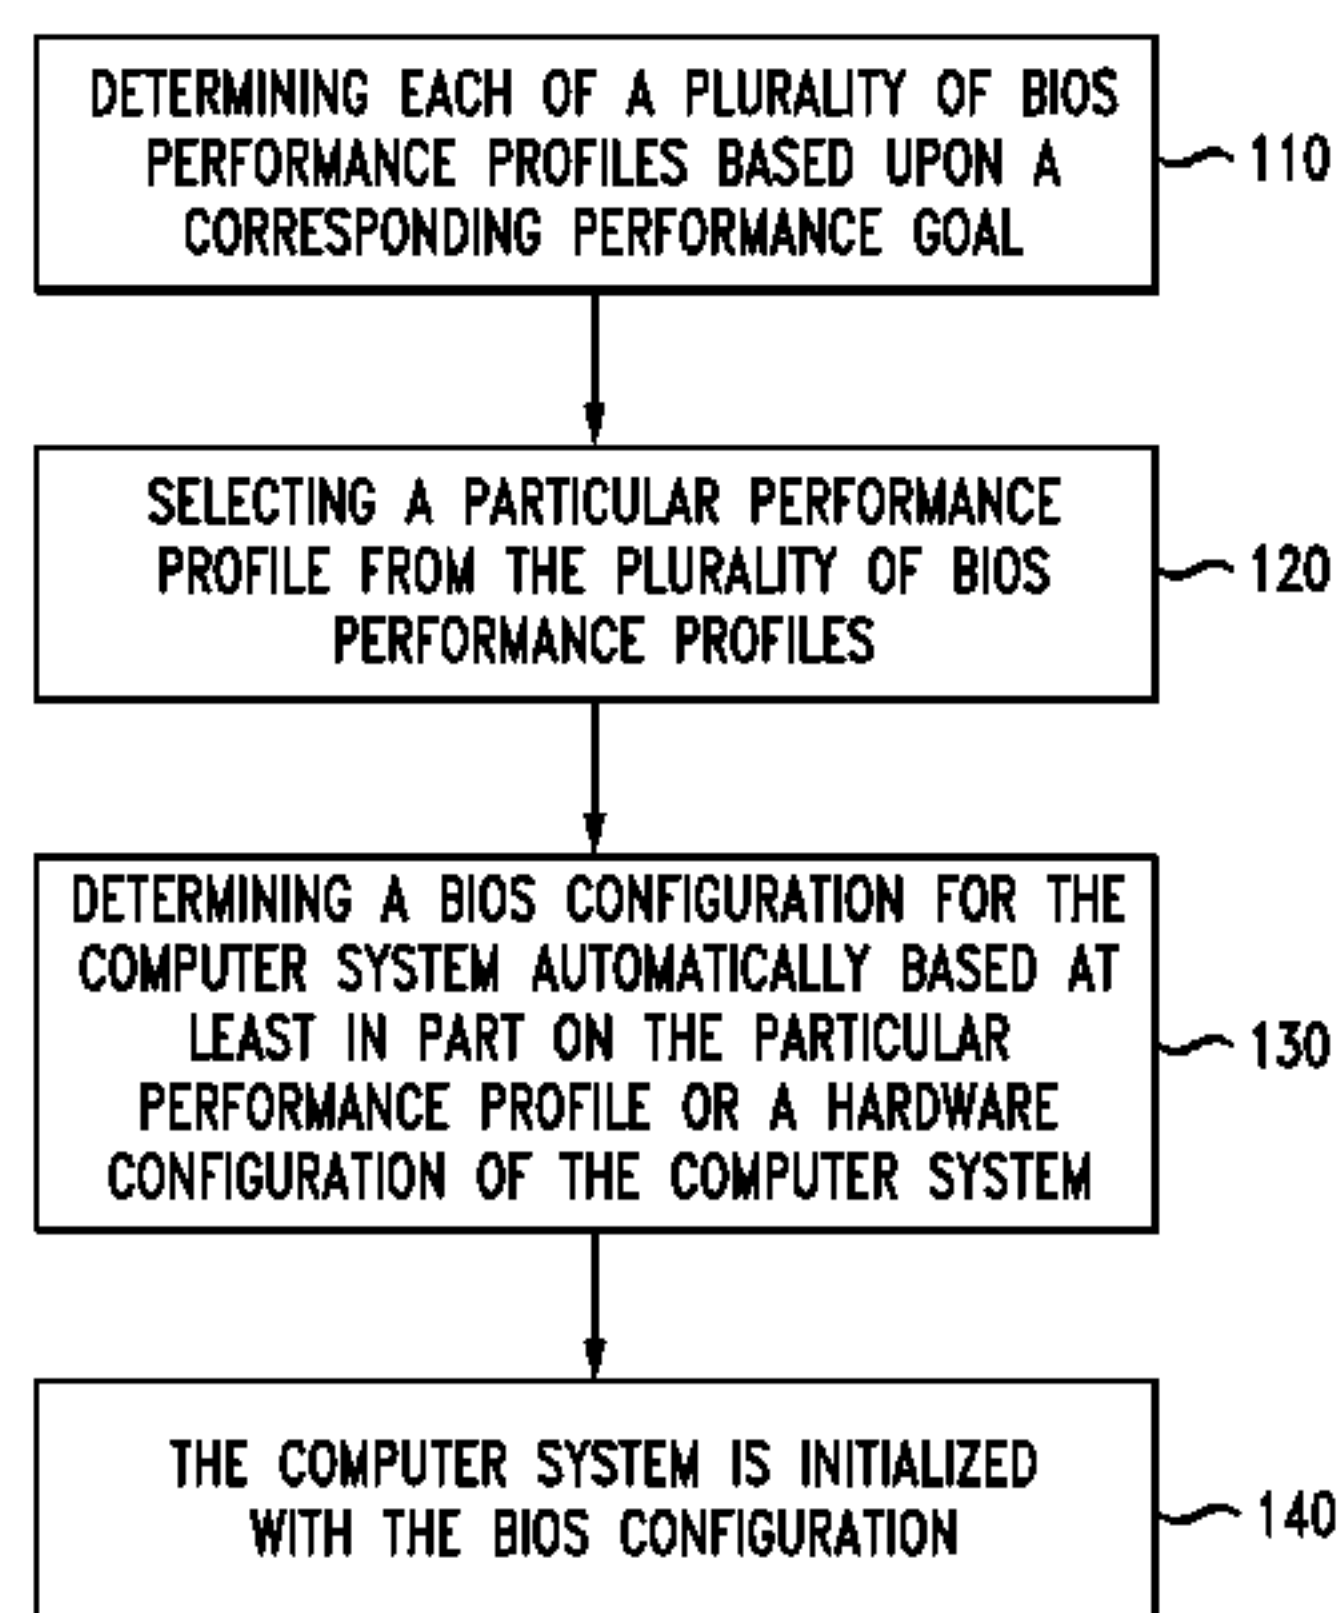 DETERMINING EACH OF A PLURALITY OF BIOS
PERFORMANCE PROFILES BASED UPON A
CORRESPONDING PERFORMANCE GOAL
110
SELECTING A PARTICULAR PERFORMANCE
PROFILE FROM THE PLURALITY OF BIOS
PERFORMANCE PROFILES
120
DETERMINING A BIOS CONFIGURATION FOR THE
COMPUTER SYSTEM AUTOMATICALLY BASED AT
LEAST IN PART ON THE PARTICULAR
PERFORMANCE PROFILE OR A HARDWARE
CONFIGURATION OF THE COMPUTER SYSTEM
130
THE COMPUTER SYSTEM IS INITIALIZED
WITH THE BIOS CONFIGURATION
140